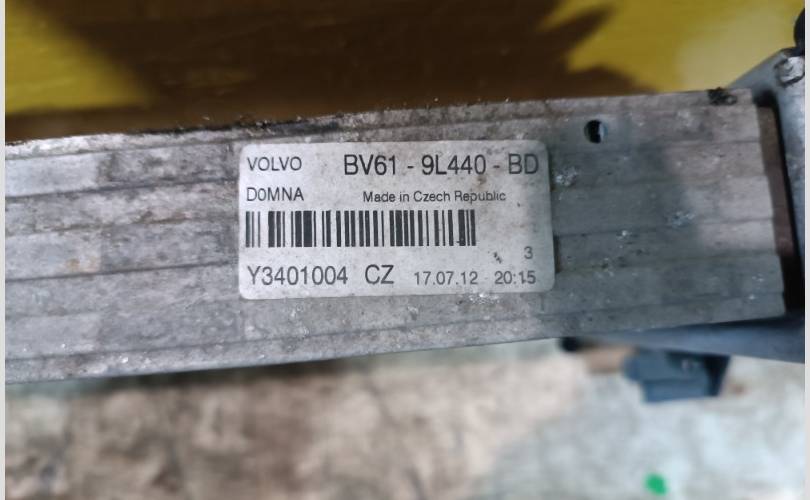 VOLVO BV61 - 9L440 - BD
D0MNA Made in Czech Republic
3
Y3401004 CZ 17.07.12 20:15